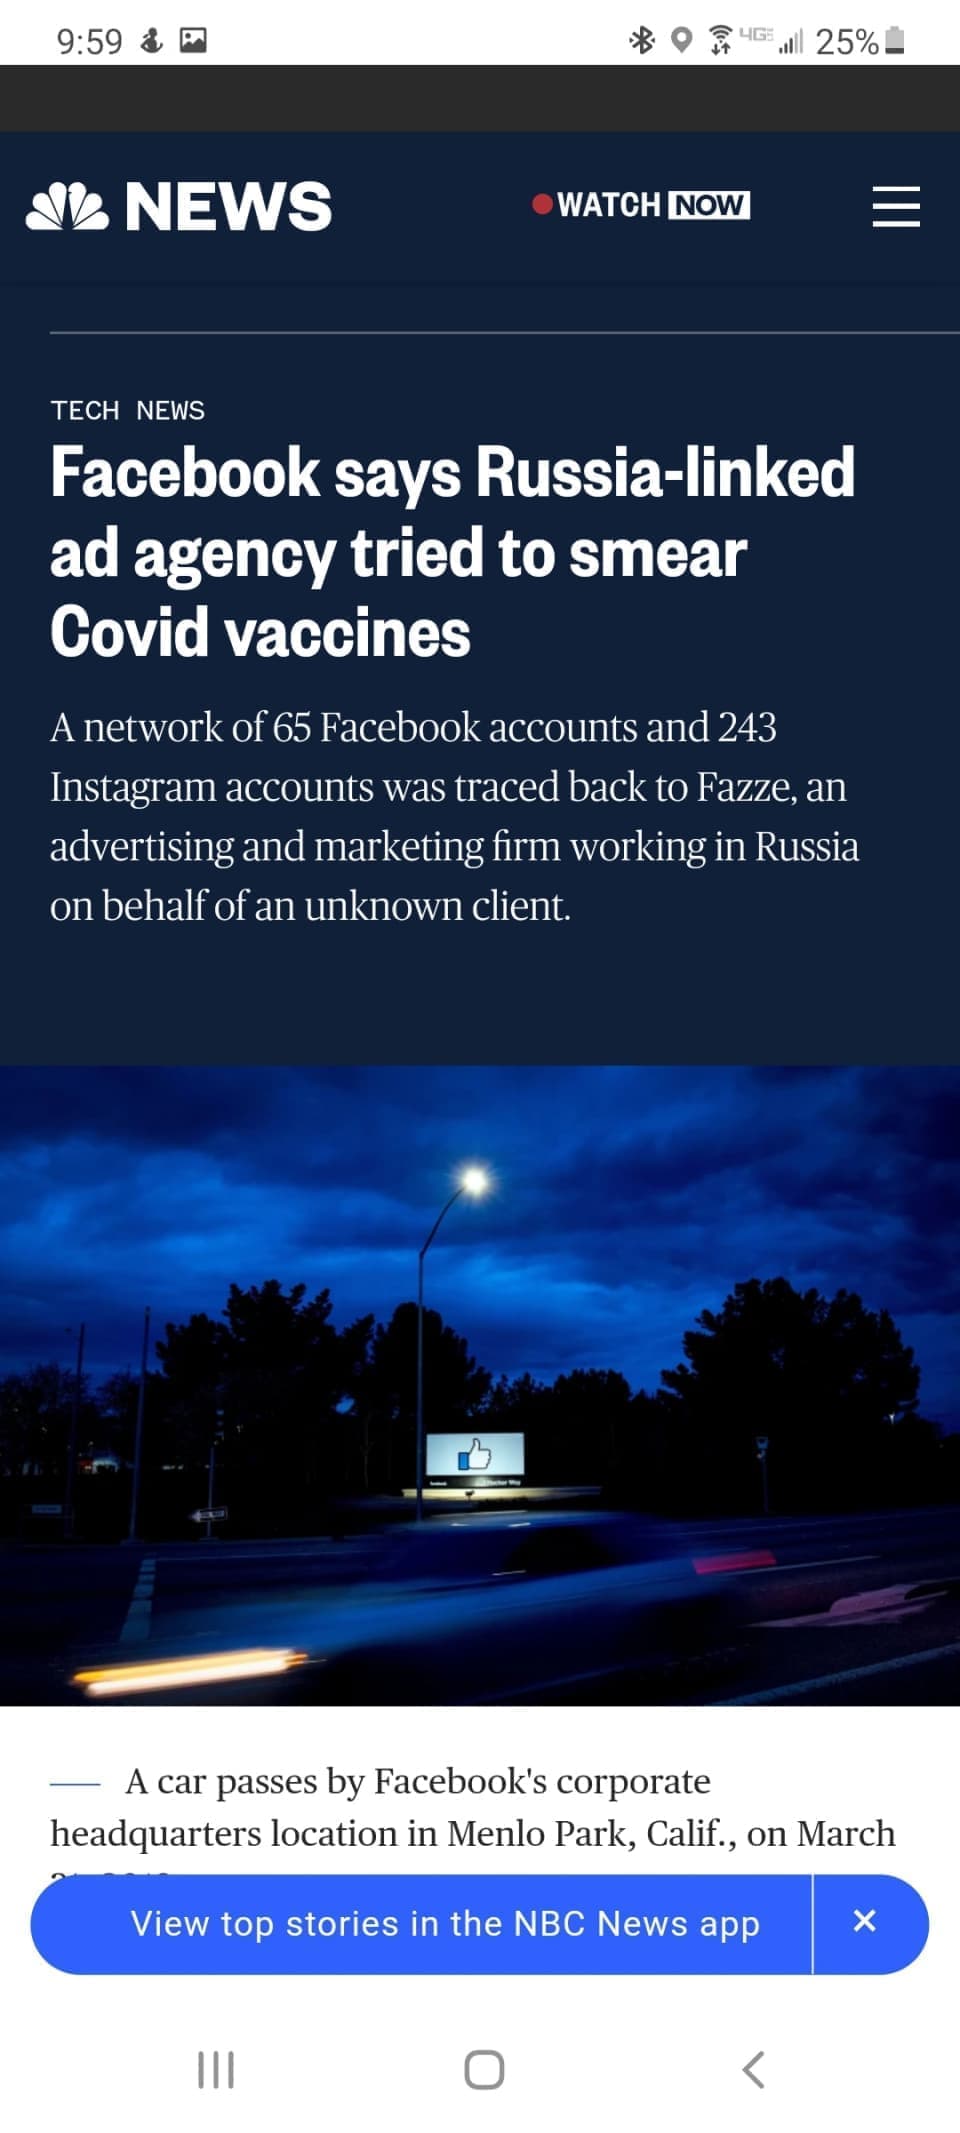 9:59 4GE 25%
NEWS WATCH NOW
TECH NEWS
Facebook says Russia-linked
ad agency tried to smear
Covid vaccines
A network of 65 Facebook accounts and 243
Instagram accounts was traced back to Fazze, an
advertising and marketing firm working in Russia
on behalf of an unknown client.
A car passes by Facebook's corporate
headquarters location in Menlo Park, Calif., on March
View top stories in the NBC News app ×